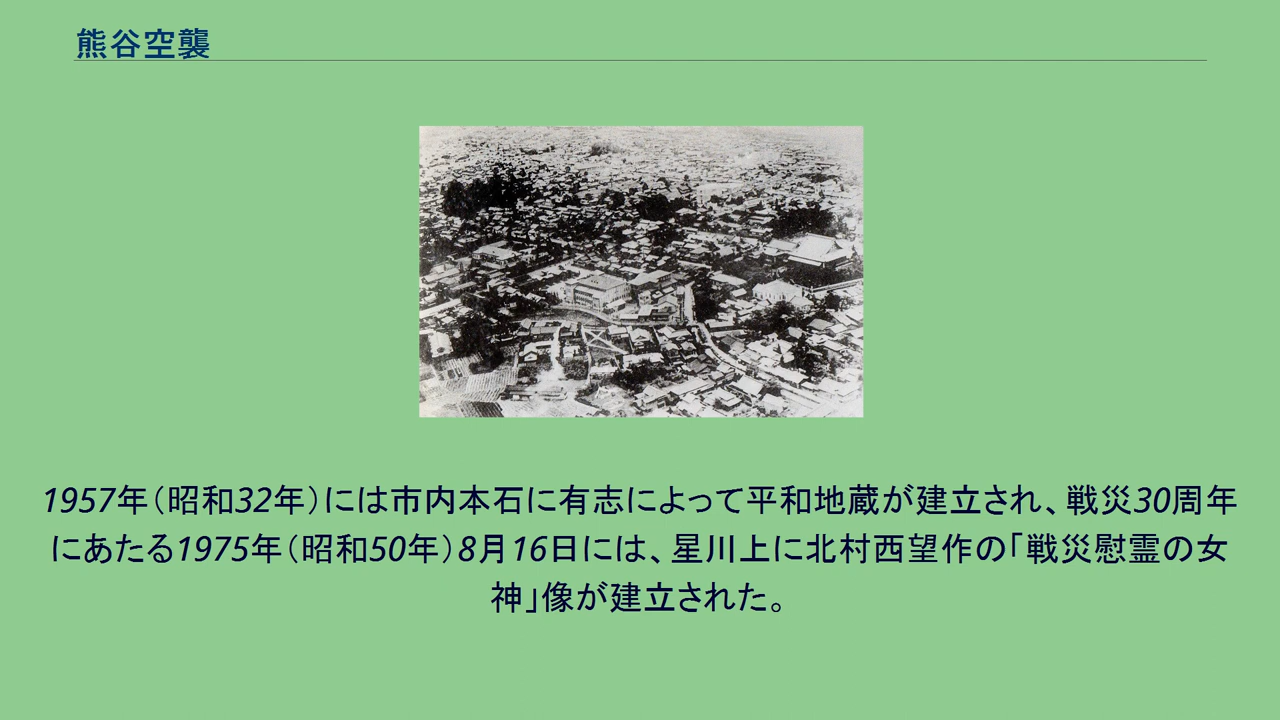 熊谷空襲
1957年（昭和32年）には市内本石に有志によって平和地蔵が建立され、戦災30周年
にあたる1975年（昭和50年）8月16日には、星川上に北村西望作の「戦災慰霊の女
神」像が建立された。